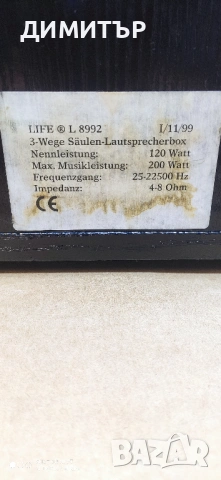 ДИМИТЪР
LIFE ® L 8992 I/11/99
3-Wege Säulen-Lautsprecherbox
Nennleistung: 120 Watt
Max. Musikleistung: 200 Watt
Frequenzgang: 25-22500 Hz
Impedanz: 4-8 Ohm
CE
BAZAR